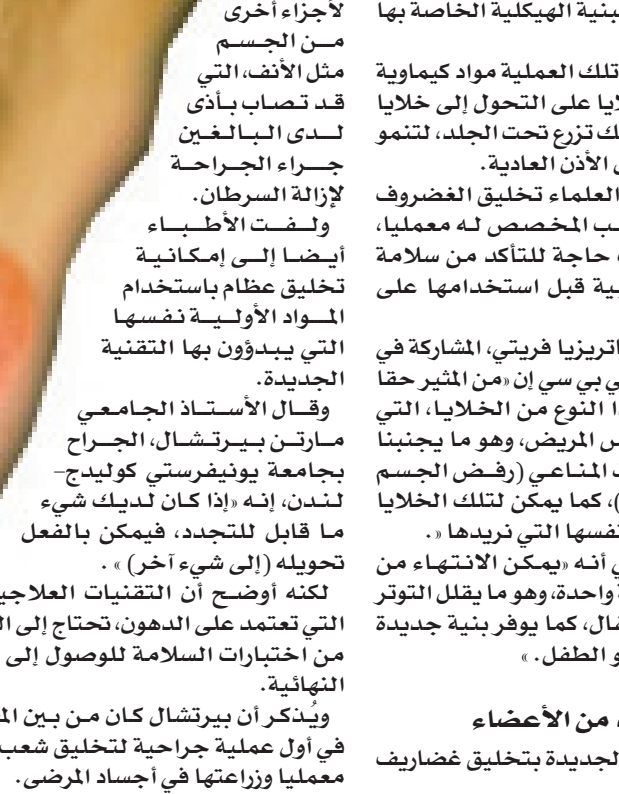 بنية الهيكلية الخاصة بها
تلك العملية مواد كيماوية
لايا على التحول إلى خلايا
ك تزرع تحت الجلد، لتنمو
الأذن العادية.
العلماء تخليق الغضروف
ب المخصص له معمليا،
حاجة للتأكد من سلامة
بية قبل استخدامها على
اتريزيا فريتي، المشاركة في
ي بي سي إن «من المثير حقا
ا النوع من الخلايا، التي
س المريض، وهو ما يجنبنا
المناعي (رفض الجسم
)، كما يمكن لتلك الخلايا
نفسها التي نريدها «.
ي أنه «يمكن الانتهاء من
واحدة، وهو ما يقلل التوتر
فال، كما يوفر بنية جديدة
و الطفل. »
من الأعضاء
الجديدة بتخليق غضاريف
لأجزاء أخرى
من الجسم
مثل الأنف، التي
قد تصاب بأذى
لدى البالغين
جراء الجراحة
لإزالة السرطان.
ولفت الأطباء
أيضا إلى إمكانية
تخليق عظام باستخدام
المواد الأولية نفسها
التي يبدؤون بها التقنية
الجديدة.
وقال الأستاذ الجامعي
مارتن بيرتشال، الجراح
بجامعة يونيفرستي كوليدج–
لندن، إنه «إذا كان لديك شيء
ما قابل للتجدد، فيمكن بالفعل
تحويله (إلى شيء آخر) » .
لكنه أوضح أن التقنيات العلاجي
التي تعتمد على الدهون، تحتاج إلى ال
من اختبارات السلامة للوصول إلى
النهائية.
ويُذكر أن بيرتشال كان من بين الم
في أول عملية جراحية لتخليق شعب
معمليا وزراعتها في أجساد المرضى.